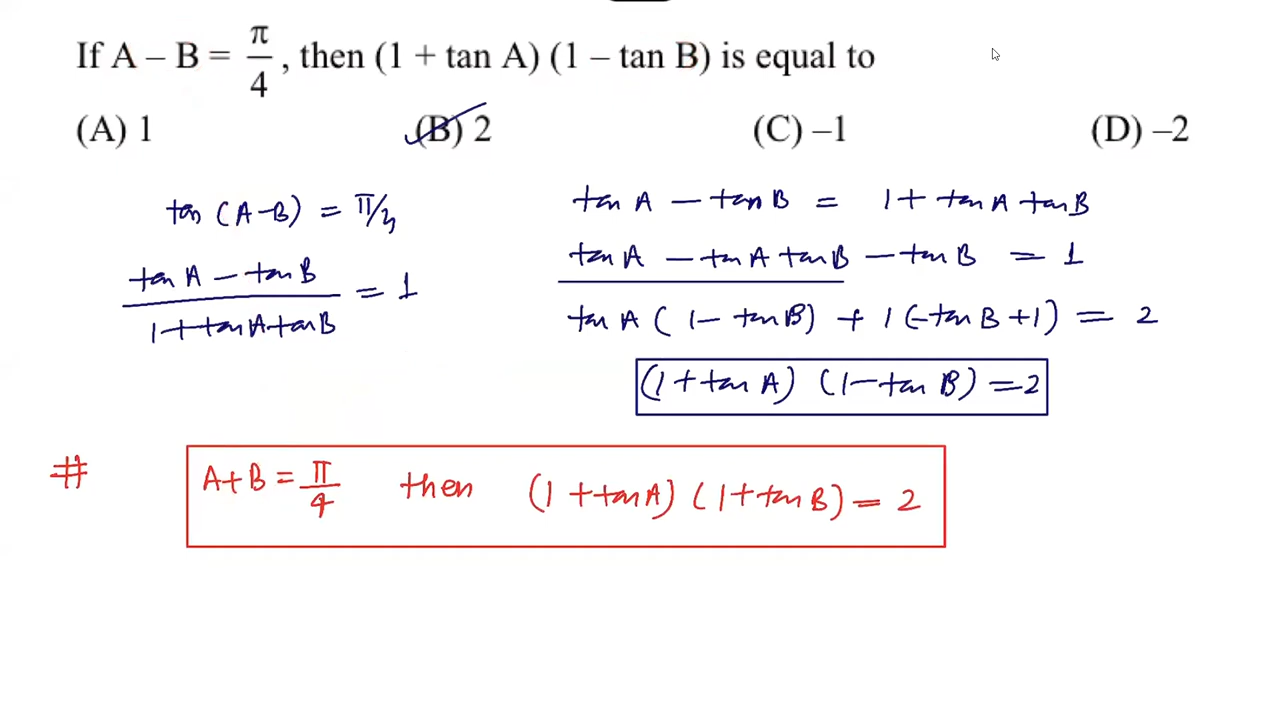 If A – B = π/4, then (1 + tan A) (1 – tan B) is equal to
(A) 1 (B) 2 (C) –1 (D) –2
tan (A-B) = π/4
(tan A - tan B)/(1 + tan A tan B) = 1
tan A - tan B = 1 + tan A tan B
tan A - tan A tan B - tan B = 1
tan A (1 - tan B) + 1 (-tan B + 1) = 2
(1 + tan A) (1 - tan B) = 2
# A+B = π/4 then (1 + tan A) (1 + tan B) = 2